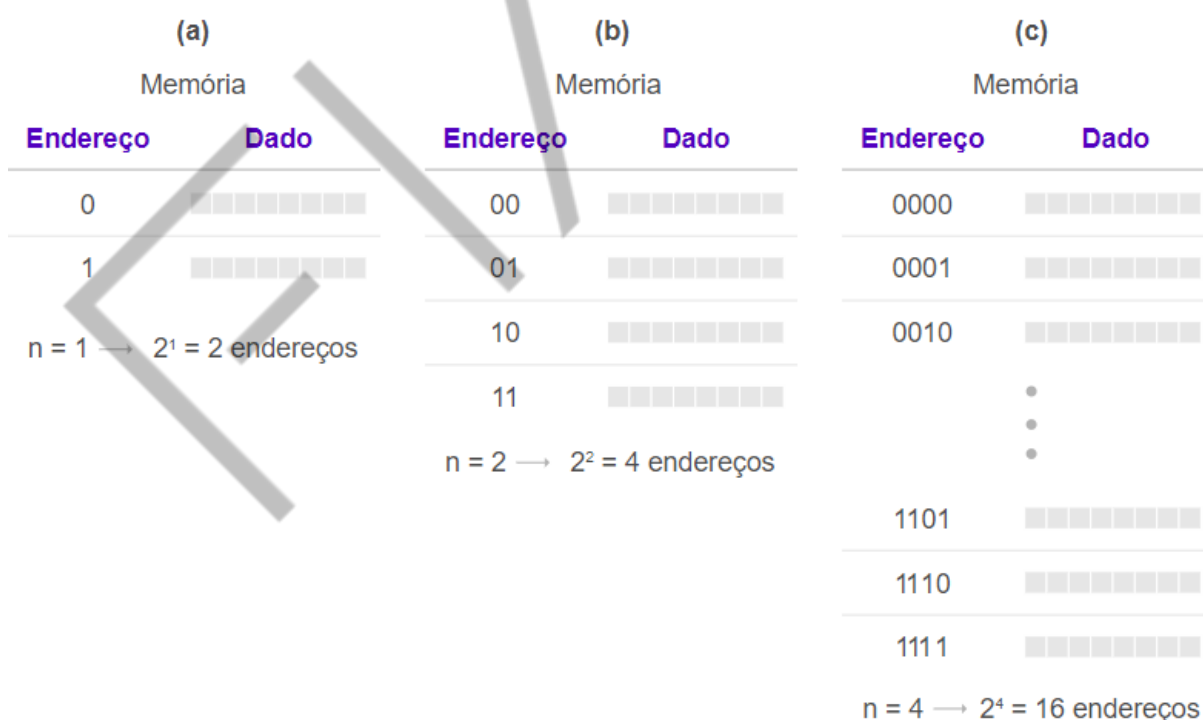 (a)
Memória
Endereço Dado
0
1
n = 1 → 2¹ = 2 endereços
(b)
Memória
Endereço Dado
00
01
10
11
n = 2 → 2² = 4 endereços
(c)
Memória
Endereço Dado
0000
0001
0010
1101
1110
1111
n = 4 → 2⁴ = 16 endereços